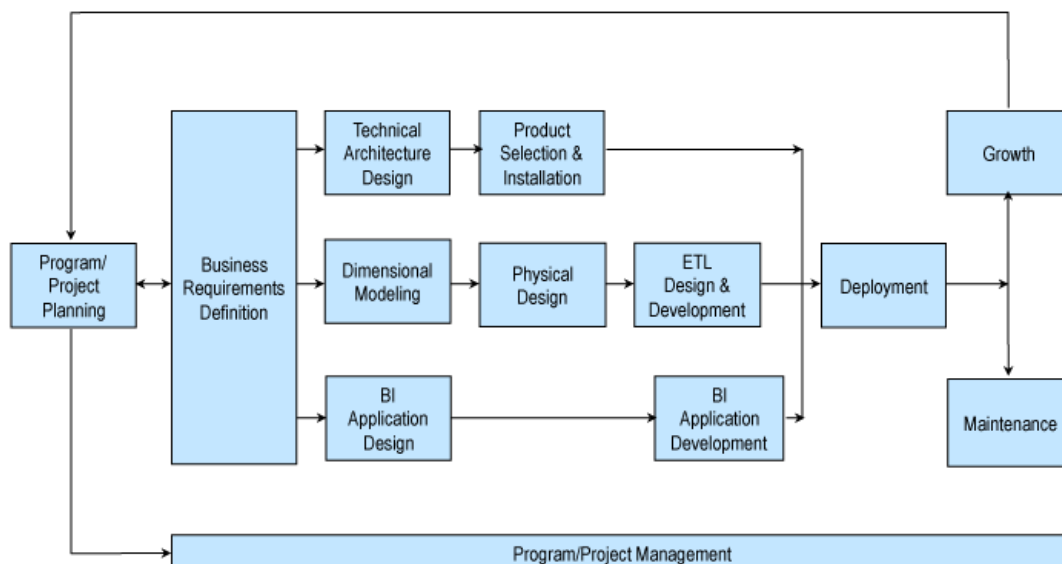 Program/
Project
Planning
Business
Requirements
Definition
Technical
Architecture
Design
Product
Selection &
Installation
Dimensional
Modeling
Physical
Design
ETL
Design &
Development
BI
Application
Design
BI
Application
Development
Deployment
Growth
Maintenance
Program/Project Management